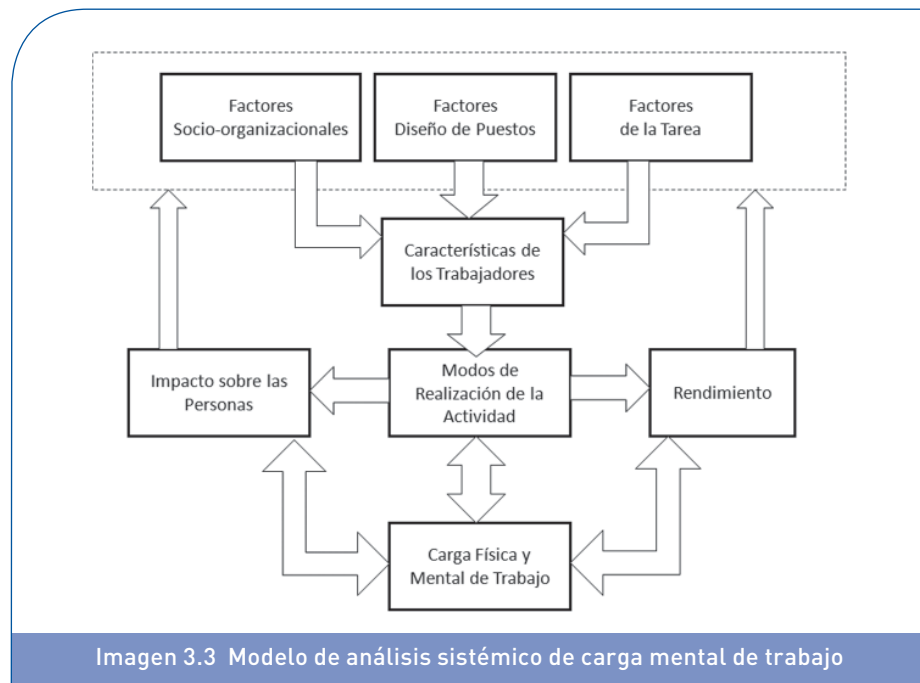 Factores
Socio-organizacionales
Factores
Diseño de Puestos
Factores
de la Tarea
Características de
los Trabajadores
Impacto sobre las
Personas
Modos de
Realización de la
Actividad
Rendimiento
Carga Física y
Mental de Trabajo
Imagen 3.3 Modelo de análisis sistémico de carga mental de trabajo